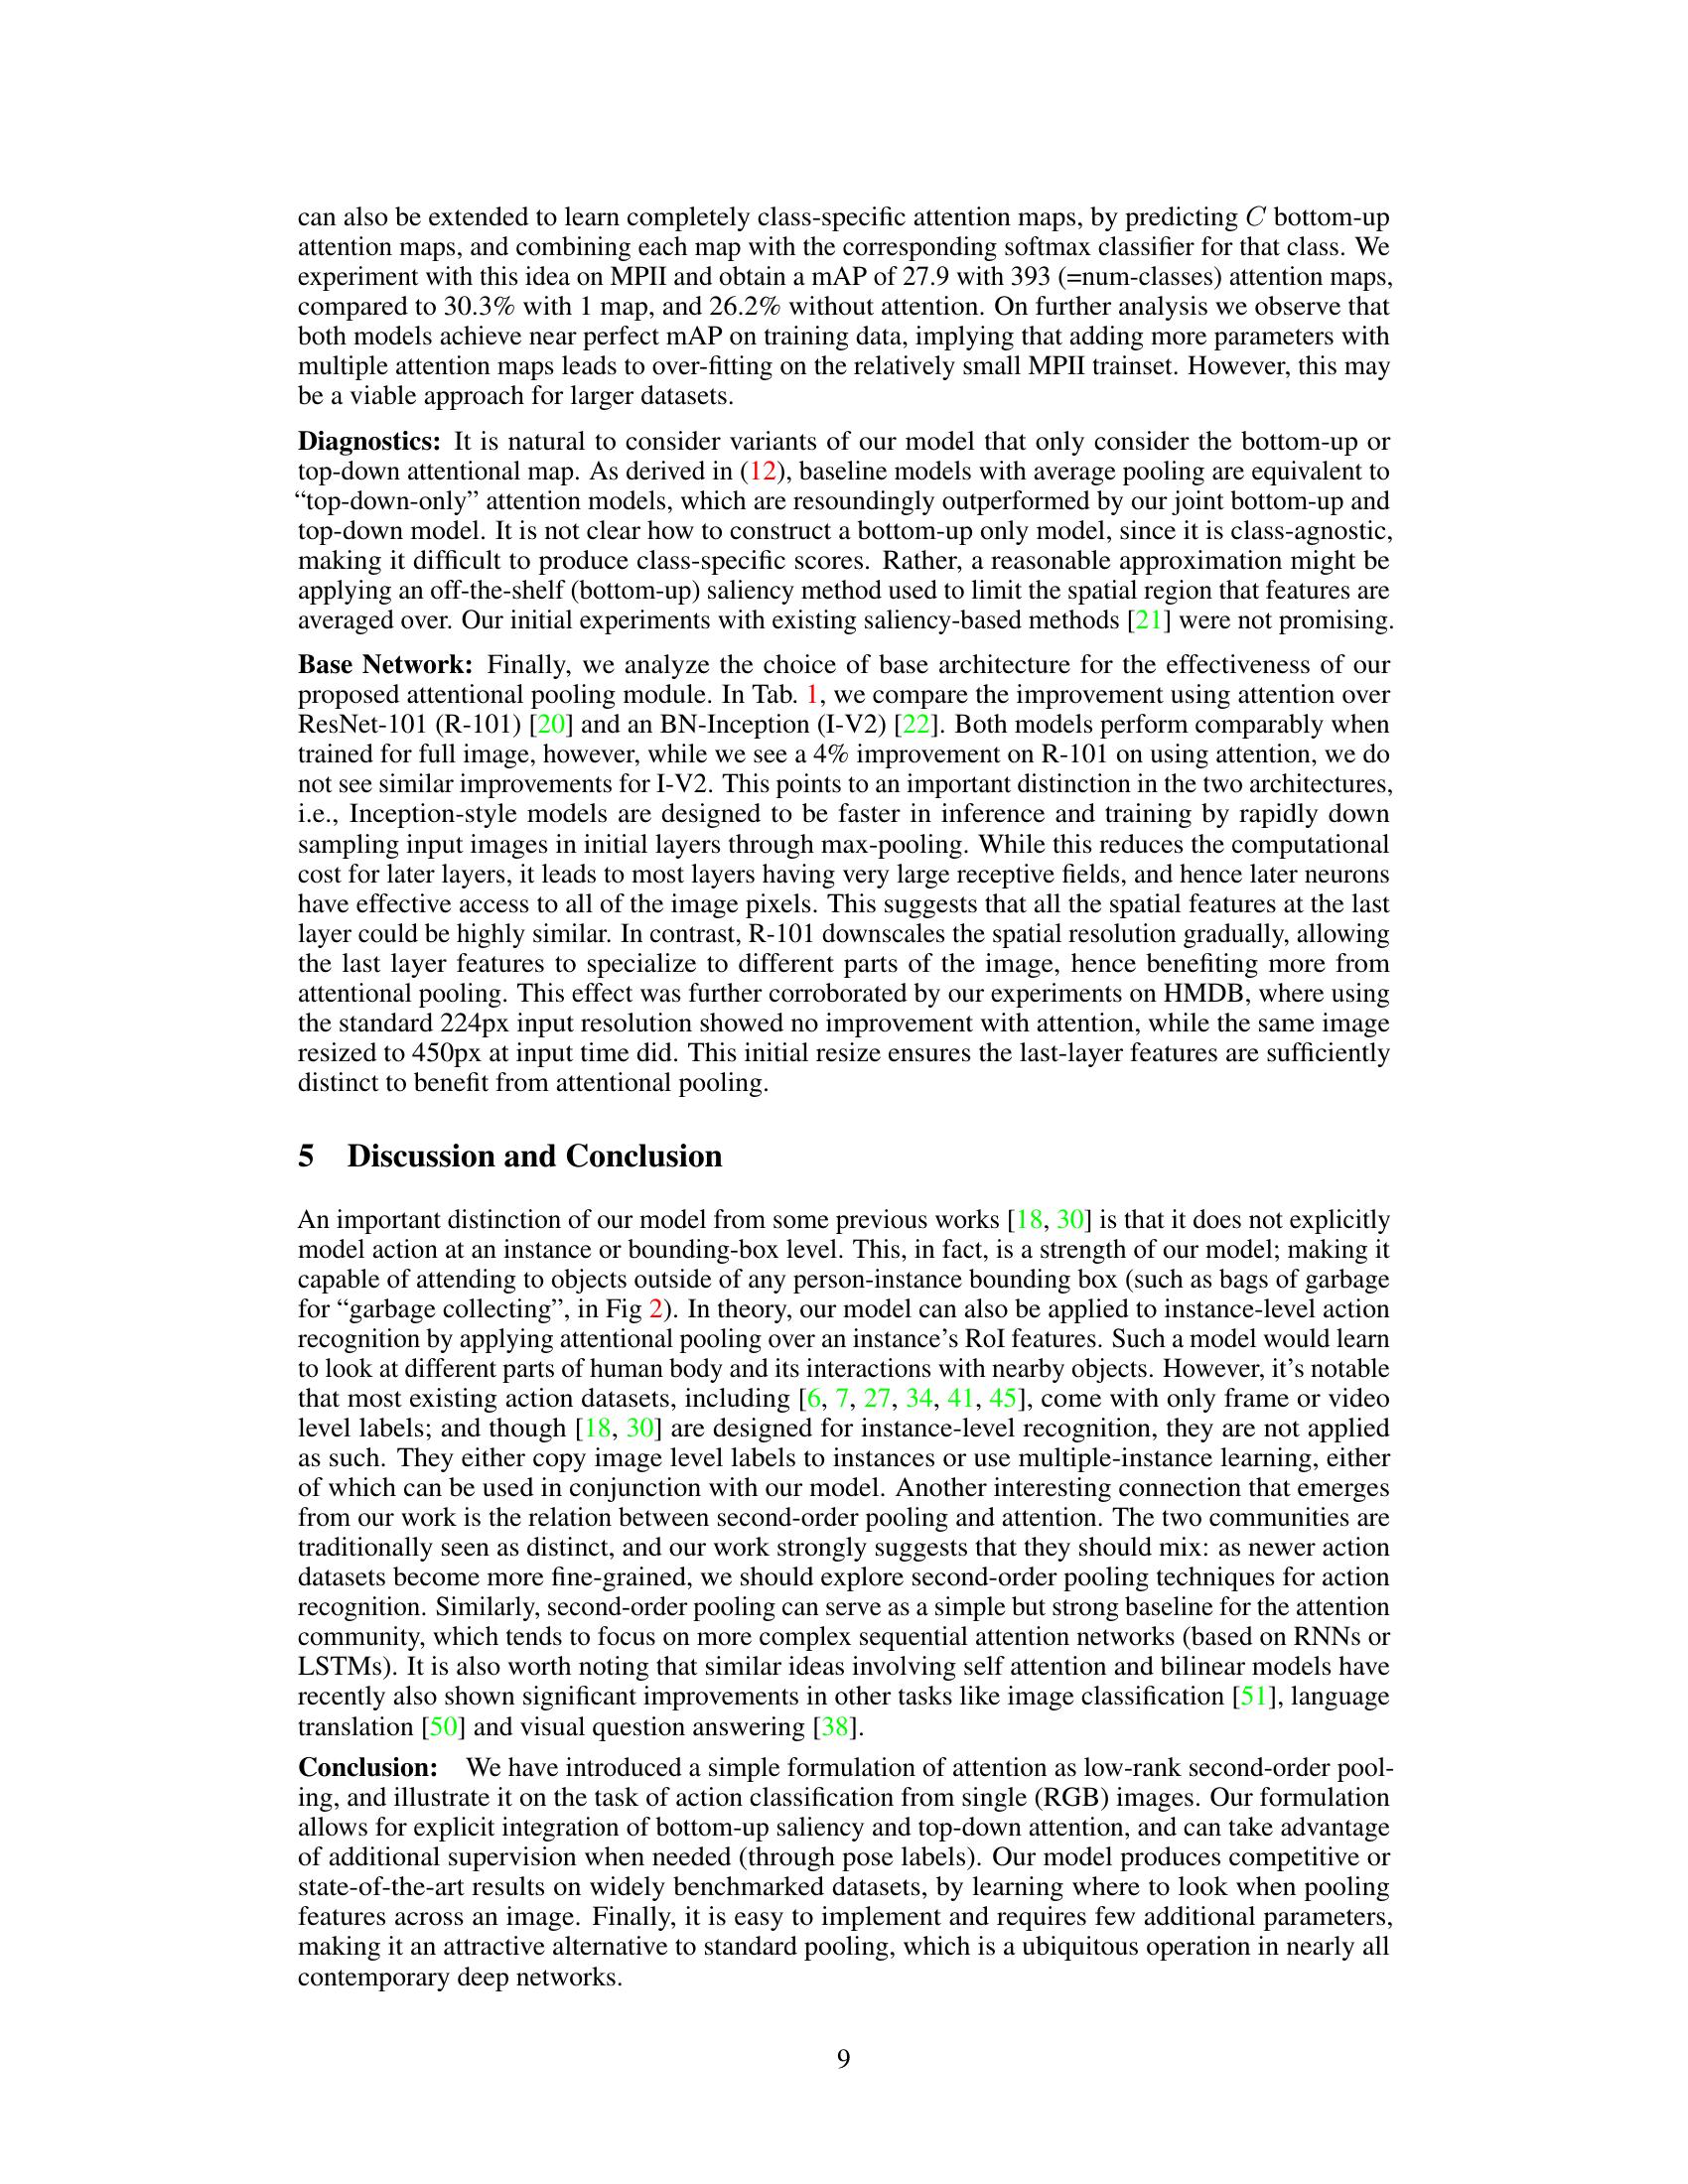 can also be extended to learn completely class-specific attention maps, by predicting C bottom-up
attention maps, and combining each map with the corresponding softmax classifier for that class. We
experiment with this idea on MPII and obtain a mAP of 27.9 with 393 (=num-classes) attention maps,
compared to 30.3% with 1 map, and 26.2% without attention. On further analysis we observe that
both models achieve near perfect mAP on training data, implying that adding more parameters with
multiple attention maps leads to over-fitting on the relatively small MPII trainset. However, this may
be a viable approach for larger datasets.
Diagnostics: It is natural to consider variants of our model that only consider the bottom-up or
top-down attentional map. As derived in (12), baseline models with average pooling are equivalent to
“top-down-only” attention models, which are resoundingly outperformed by our joint bottom-up and
top-down model. It is not clear how to construct a bottom-up only model, since it is class-agnostic,
making it difficult to produce class-specific scores. Rather, a reasonable approximation might be
applying an off-the-shelf (bottom-up) saliency method used to limit the spatial region that features are
averaged over. Our initial experiments with existing saliency-based methods [21] were not promising.
Base Network: Finally, we analyze the choice of base architecture for the effectiveness of our
proposed attentional pooling module. In Tab. 1, we compare the improvement using attention over
ResNet-101 (R-101) [20] and an BN-Inception (I-V2) [22]. Both models perform comparably when
trained for full image, however, while we see a 4% improvement on R-101 on using attention, we do
not see similar improvements for I-V2. This points to an important distinction in the two architectures,
i.e., Inception-style models are designed to be faster in inference and training by rapidly down
sampling input images in initial layers through max-pooling. While this reduces the computational
cost for later layers, it leads to most layers having very large receptive fields, and hence later neurons
have effective access to all of the image pixels. This suggests that all the spatial features at the last
layer could be highly similar. In contrast, R-101 downscales the spatial resolution gradually, allowing
the last layer features to specialize to different parts of the image, hence benefiting more from
attentional pooling. This effect was further corroborated by our experiments on HMDB, where using
the standard 224px input resolution showed no improvement with attention, while the same image
resized to 450px at input time did. This initial resize ensures the last-layer features are sufficiently
distinct to benefit from attentional pooling.
5 Discussion and Conclusion
An important distinction of our model from some previous works [18, 30] is that it does not explicitly
model action at an instance or bounding-box level. This, in fact, is a strength of our model; making it
capable of attending to objects outside of any person-instance bounding box (such as bags of garbage
for “garbage collecting”, in Fig 2). In theory, our model can also be applied to instance-level action
recognition by applying attentional pooling over an instance’s RoI features. Such a model would learn
to look at different parts of human body and its interactions with nearby objects. However, it’s notable
that most existing action datasets, including [6, 7, 27, 34, 41, 45], come with only frame or video
level labels; and though [18, 30] are designed for instance-level recognition, they are not applied
as such. They either copy image level labels to instances or use multiple-instance learning, either
of which can be used in conjunction with our model. Another interesting connection that emerges
from our work is the relation between second-order pooling and attention. The two communities are
traditionally seen as distinct, and our work strongly suggests that they should mix: as newer action
datasets become more fine-grained, we should explore second-order pooling techniques for action
recognition. Similarly, second-order pooling can serve as a simple but strong baseline for the attention
community, which tends to focus on more complex sequential attention networks (based on RNNs or
LSTMs). It is also worth noting that similar ideas involving self attention and bilinear models have
recently also shown significant improvements in other tasks like image classification [51], language
translation [50] and visual question answering [38].
Conclusion: We have introduced a simple formulation of attention as low-rank second-order pool-
ing, and illustrate it on the task of action classification from single (RGB) images. Our formulation
allows for explicit integration of bottom-up saliency and top-down attention, and can take advantage
of additional supervision when needed (through pose labels). Our model produces competitive or
state-of-the-art results on widely benchmarked datasets, by learning where to look when pooling
features across an image. Finally, it is easy to implement and requires few additional parameters,
making it an attractive alternative to standard pooling, which is a ubiquitous operation in nearly all
contemporary deep networks.
9